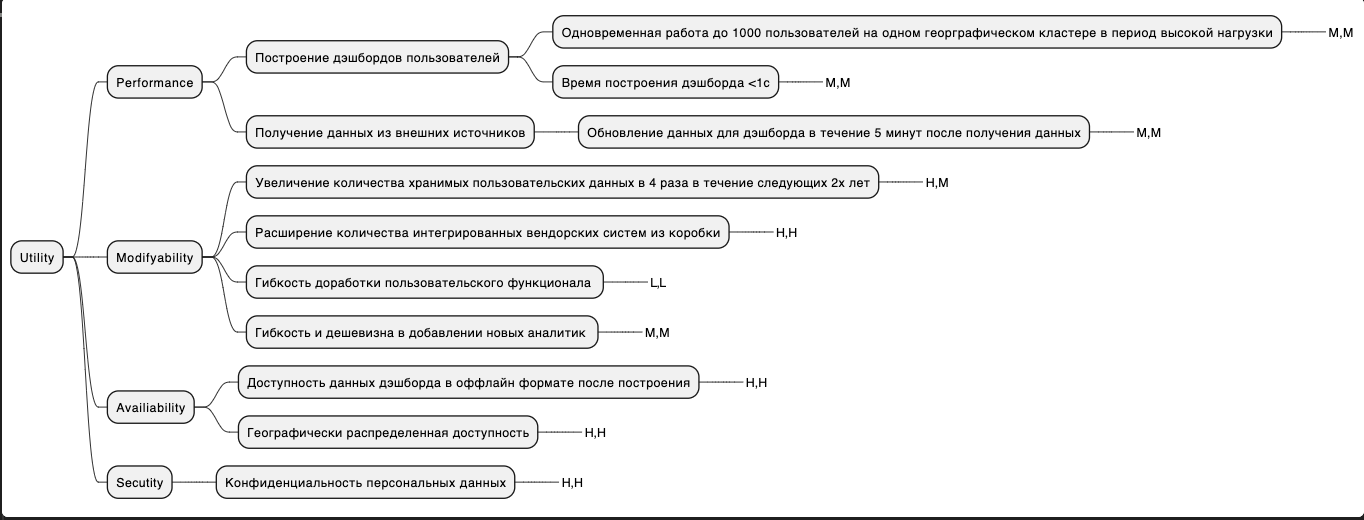 Одновременная работа до 1000 пользователей на одном георграфическом кластере в период высокой нагрузки M,M
Построение дэшбордов пользователей
Performance
Время построения дэшборда <1с M,M
Получение данных из внешних источников Обновление данных для дэшборда в течение 5 минут после получения данных M,M
Увеличение количества хранимых пользовательских данных в 4 раза в течение следующих 2х лет H,M
Расширение количества интегрированных вендорских систем из коробки H,H
Utility Modifyability
Гибкость доработки пользовательского функционала L,L
Гибкость и дешевизна в добавлении новых аналитик M,M
Доступность данных дэшборда в оффлайн формате после построения H,H
Availiability
Географически распределенная доступность H,H
Secutity Конфиденциальность персональных данных H,H